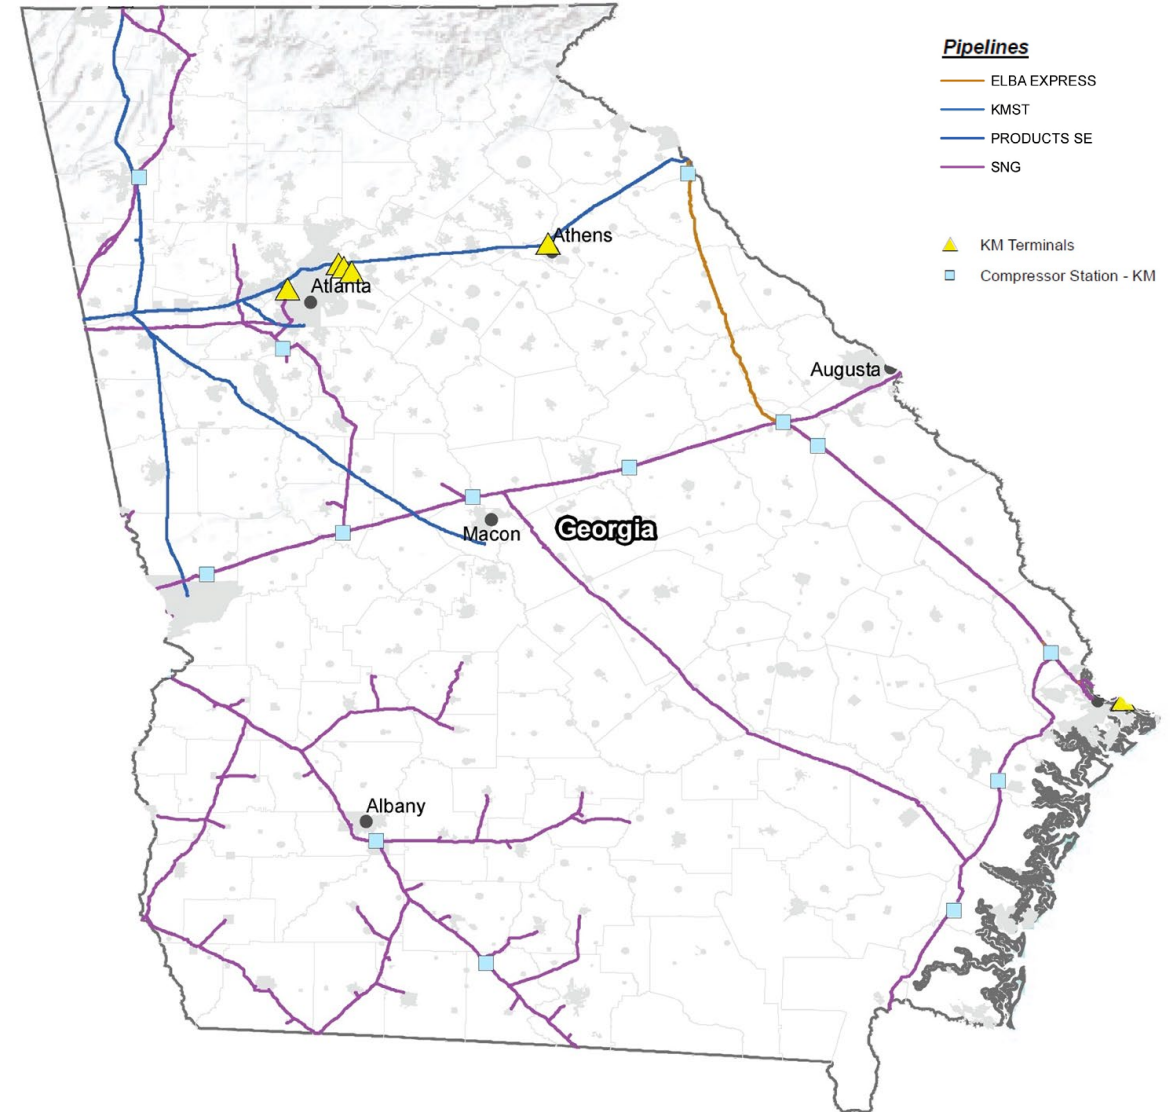 Pipelines
ELBA EXPRESS
KMST
PRODUCTS SE
SNG
KM Terminals
Compressor Station - KM
Athens
Atlanta
Augusta
Macon
Georgia
Albany